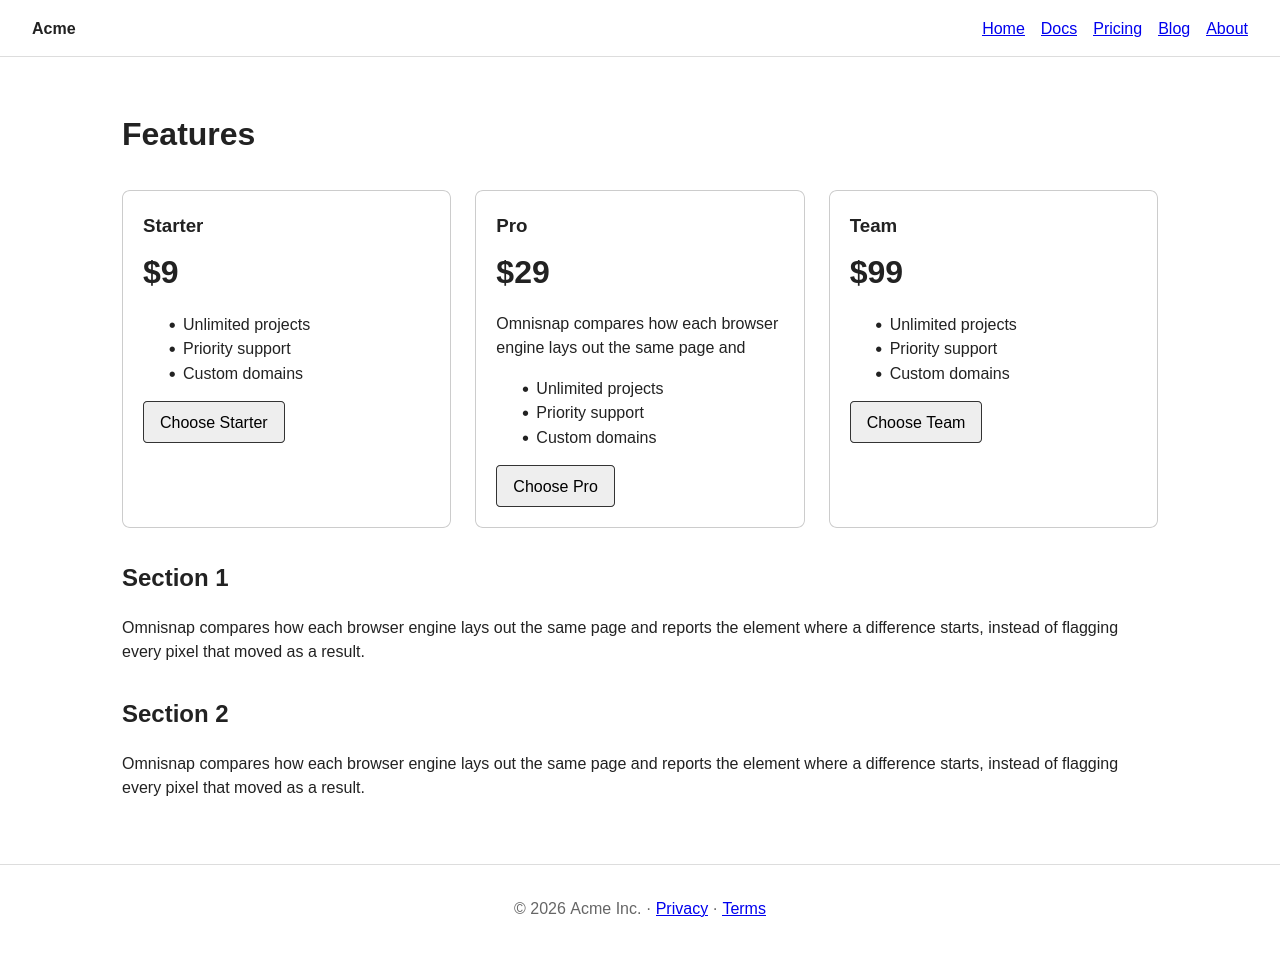 Acme
Home Docs Pricing Blog About
Features
Starter
$9
Unlimited projects
Priority support
Custom domains
Choose Starter
Pro
$29
Omnisnap compares how each browser
engine lays out the same page and
Unlimited projects
Priority support
Custom domains
Choose Pro
Team
$99
Unlimited projects
Priority support
Custom domains
Choose Team
Section 1
Omnisnap compares how each browser engine lays out the same page and reports the element where a difference starts, instead of flagging
every pixel that moved as a result.
Section 2
Omnisnap compares how each browser engine lays out the same page and reports the element where a difference starts, instead of flagging
every pixel that moved as a result.
© 2026 Acme Inc. · Privacy · Terms